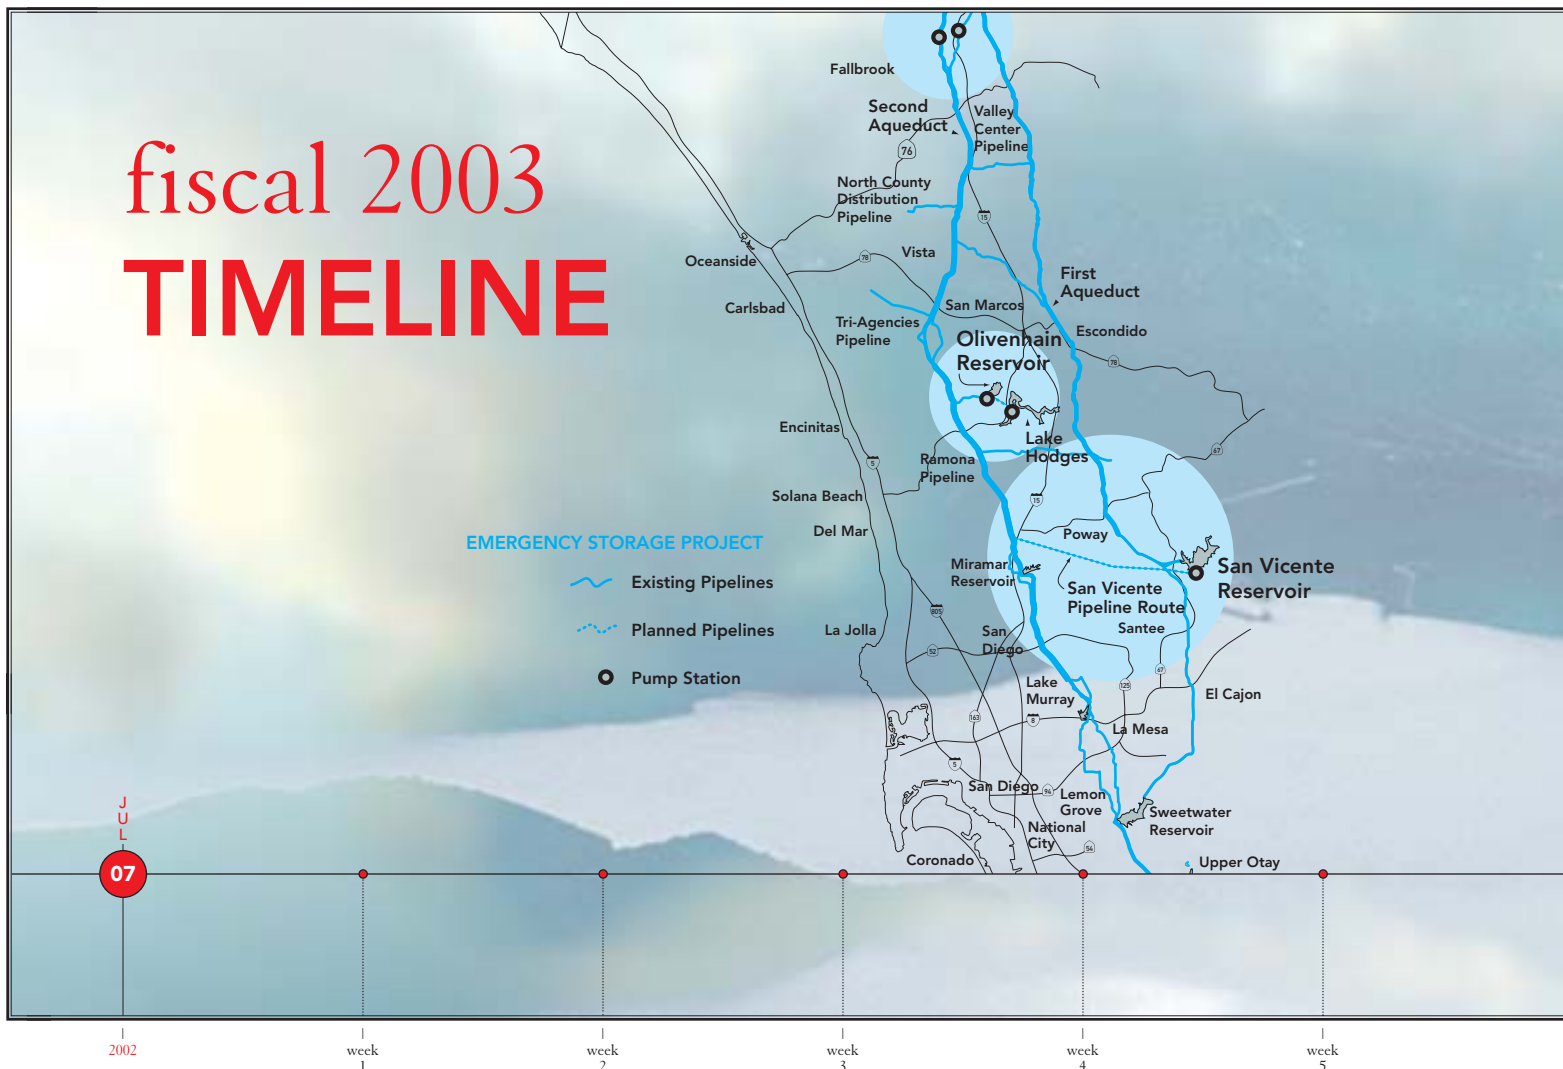 fiscal 2003
TIMELINE
Fallbrook
Second
Aqueduct
Valley
Center
Pipeline
76
North County
Distribution
Pipeline
15
Vista
78
Oceanside
First
Aqueduct
Carlsbad
San Marcos
Tri-Agencies
Pipeline
Escondido
Olivenhain
Reservoir
78
Encinitas
Lake
Hodges
67
5
Ramona
Pipeline
Solana Beach
15
Del Mar
Poway
EMERGENCY STORAGE PROJECT
Existing Pipelines
Planned Pipelines
Pump Station
Miramar
Reservoir
San Vicente
Reservoir
San Vicente
Pipeline Route
805
La Jolla
San
Diego
Santee
52
67
Lake
Murray
125
El Cajon
163
8
La Mesa
5
San Diego
94
Lemon
Grove
Sweetwater
Reservoir
National
City
54
Coronado
Upper Otay
JUL
07
2002
week
1
week
2
week
3
week
4
week
5